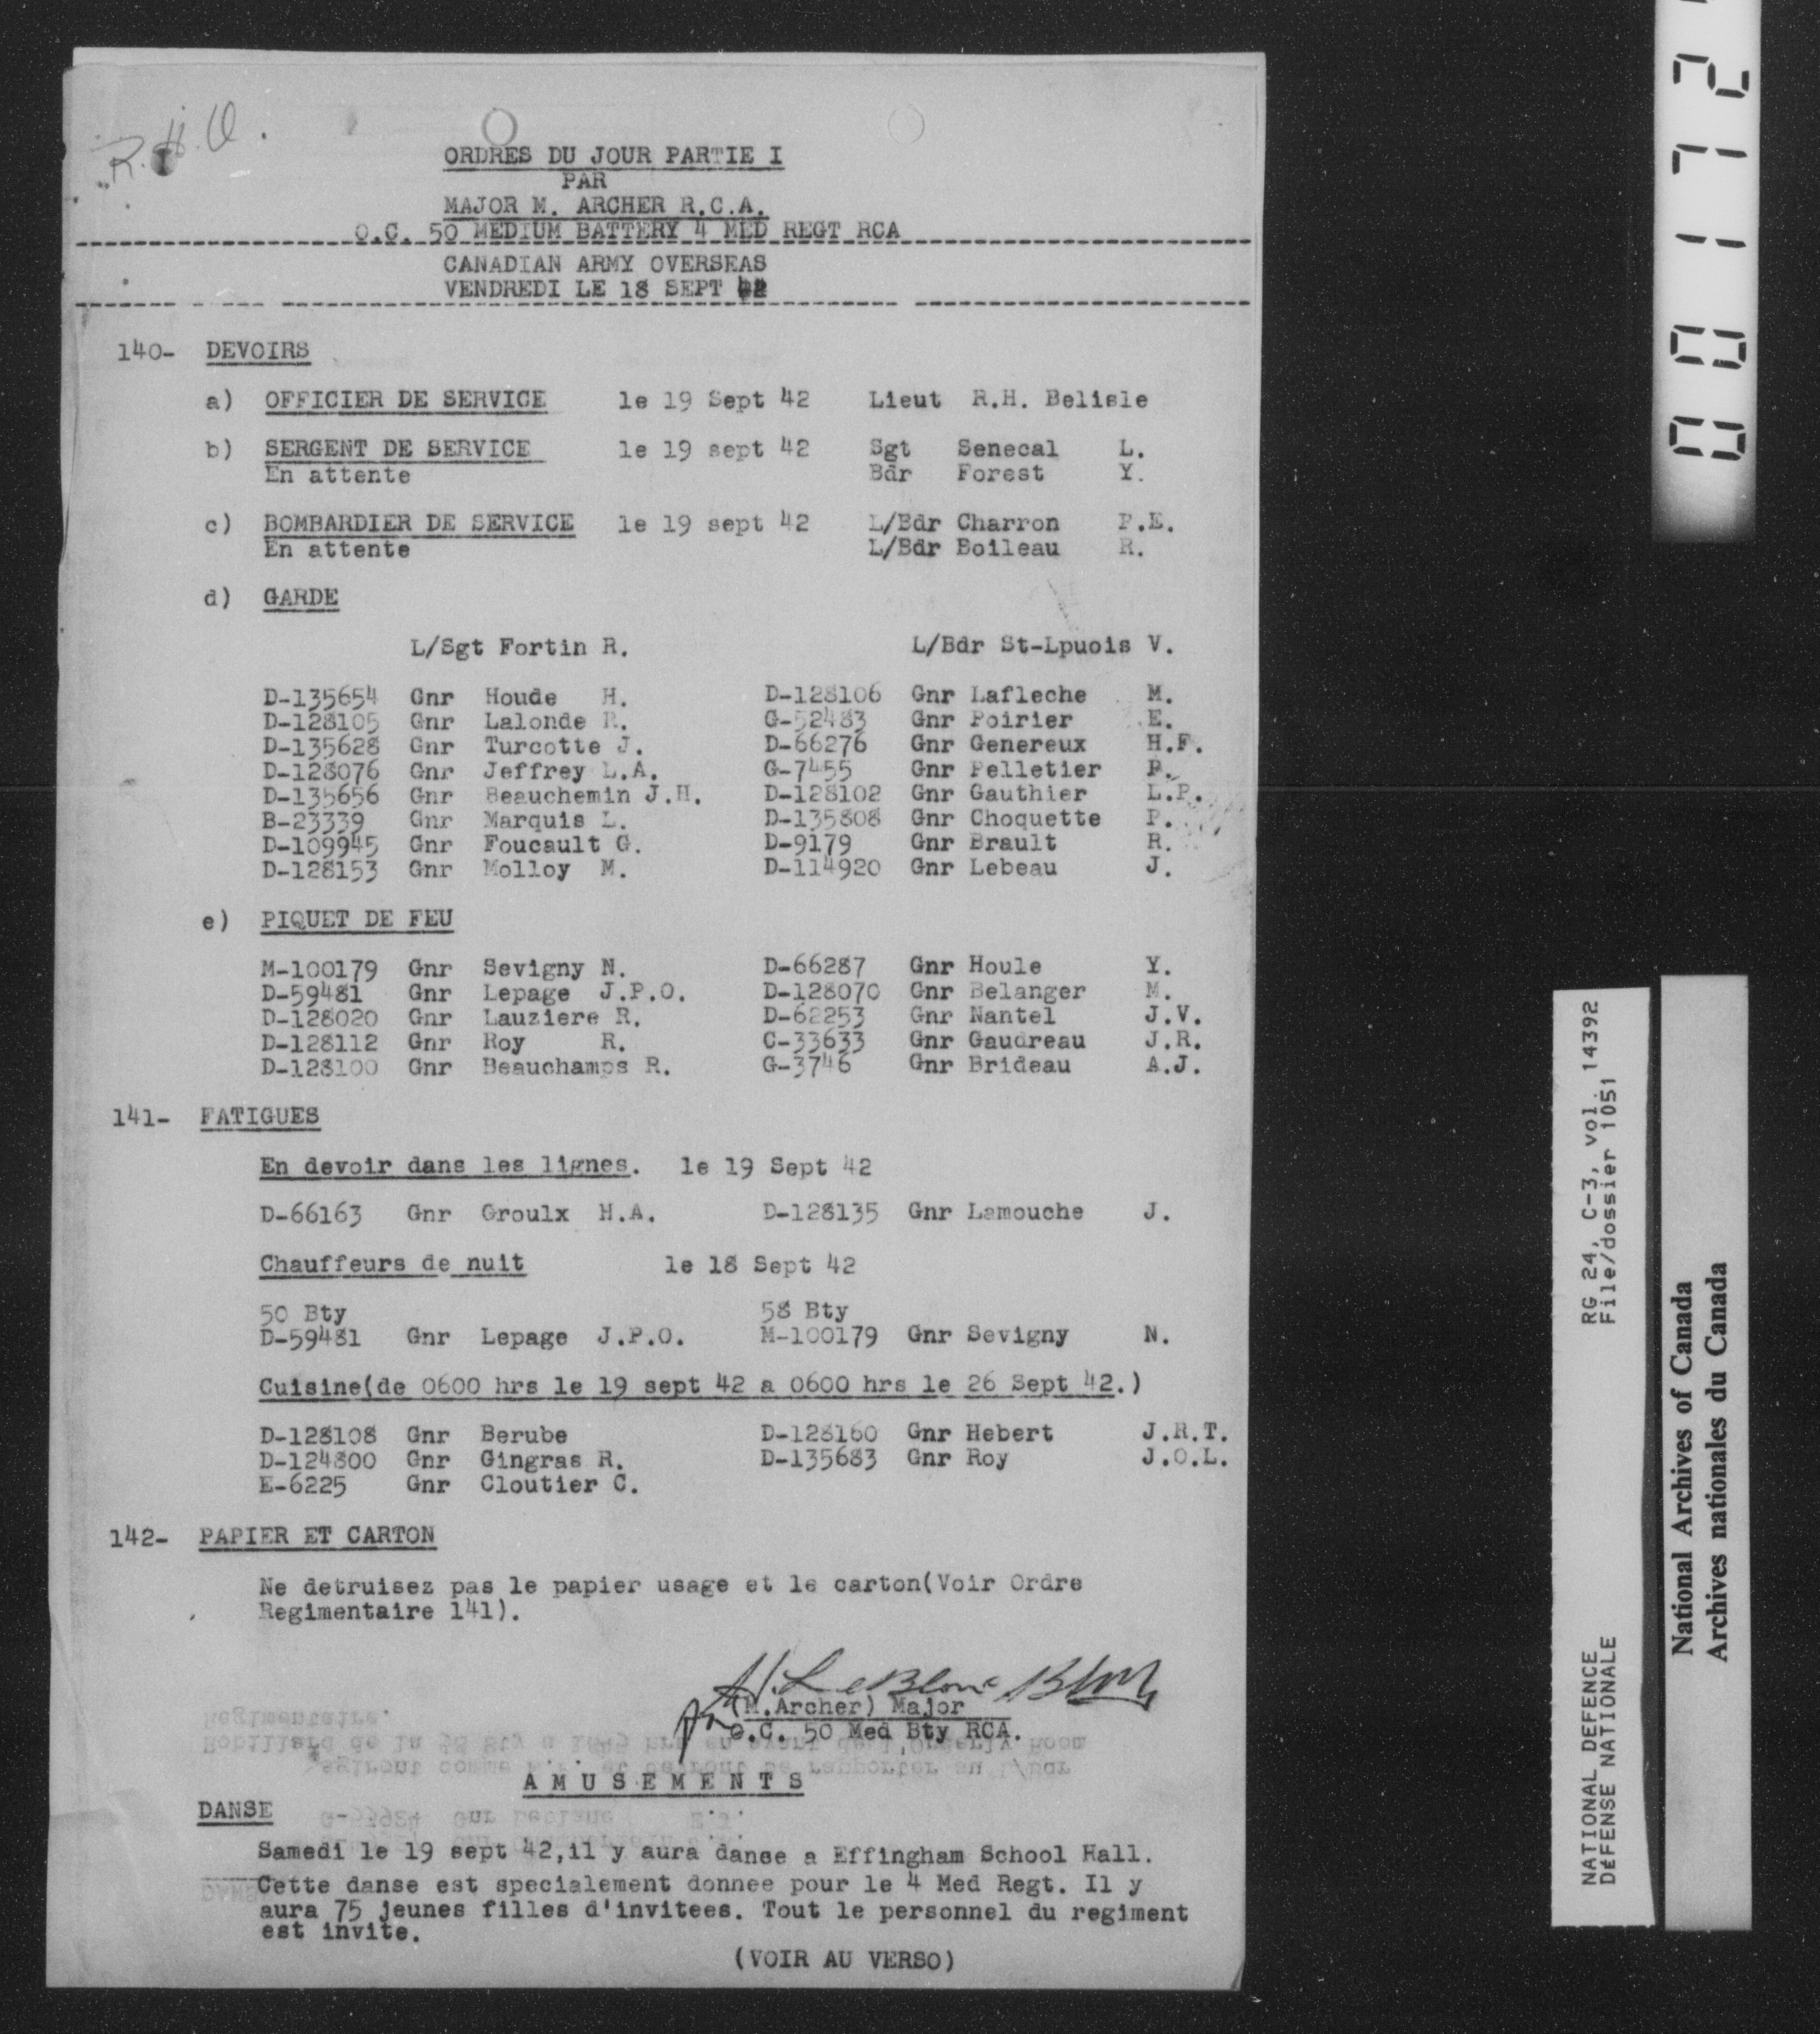 R.H.Q.
ORDRES DU JOUR PARTIE I
PAR
MAJOR M. ARCHER R.C.A.
O.C. 50 MEDIUM BATTERY 4 MED REGT RCA
CANADIAN ARMY OVERSEAS
VENDREDI LE 18 SEPT 42
140- DEVOIRS
a) OFFICIER DE SERVICE le 19 Sept 42 Lieut R.H. Belisle
b) SERGENT DE SERVICE le 19 sept 42 Sgt Senecal L.
En attente Bdr Forest Y.
c) BOMBARDIER DE SERVICE le 19 sept 42 L/Bdr Charron P.E.
En attente L/Bdr Boileau R.
d) GARDE
L/Sgt Fortin R. L/Bdr St-Lpuois V.
D-135654 Gnr Houde H. D-128106 Gnr Lafleche M.
D-128105 Gnr Lalonde R. G-52483 Gnr Poirier E.
D-135628 Gnr Turcotte J. D-66276 Gnr Genereux H.F.
D-128076 Gnr Jeffrey L.A. G-7455 Gnr Pelletier P.
D-135656 Gnr Beauchemin J.H. D-128102 Gnr Gauthier L.P.
B-23339 Gnr Marquis L. D-135808 Gnr Choquette P.
D-109945 Gnr Foucault G. D-9179 Gnr Brault R.
D-128153 Gnr Molloy M. D-114920 Gnr Lebeau J.
e) PIQUET DE FEU
M-100179 Gnr Sevigny N. D-66287 Gnr Houle Y.
D-59481 Gnr Lepage J.P.O. D-128070 Gnr Belanger M.
D-128020 Gnr Lauziere R. D-62253 Gnr Nantel J.V.
D-128112 Gnr Roy R. C-33633 Gnr Gaudreau J.R.
D-128100 Gnr Beauchamps R. G-3746 Gnr Brideau A.J.
141- FATIGUES
En devoir dans les lignes. le 19 Sept 42
D-66163 Gnr Groulx H.A. D-128135 Gnr Lamouche J.
Chauffeurs de nuit le 18 Sept 42
50 Bty 58 Bty
D-59481 Gnr Lepage J.P.O. M-100179 Gnr Sevigny N.
Cuisine(de 0600 hrs le 19 sept 42 a 0600 hrs le 26 Sept 42.)
D-128108 Gnr Berube D-128160 Gnr Hebert J.R.T.
D-124800 Gnr Gingras R. D-135683 Gnr Roy J.O.L.
E-6225 Gnr Cloutier C.
142- PAPIER ET CARTON
Ne detruisez pas le papier usage et le carton(Voir Ordre
Regimentaire 141).
LeBlanc
(M.Archer) Major
O.C. 50 Med Bty RCA.
AMUSEMENTS
DANSE
Samedi le 19 sept 42,il y aura danse a Effingham School Hall.
Cette danse est specialement donnee pour le 4 Med Regt. Il y
aura 75 jeunes filles d'invitees. Tout le personnel du regiment
est invite.
(VOIR AU VERSO)
RG 24, C-3, vol. 14392
File/dossier 1051
NATIONAL DEFENCE
DÉFENSE NATIONALE
National Archives of Canada
Archives nationales du Canada